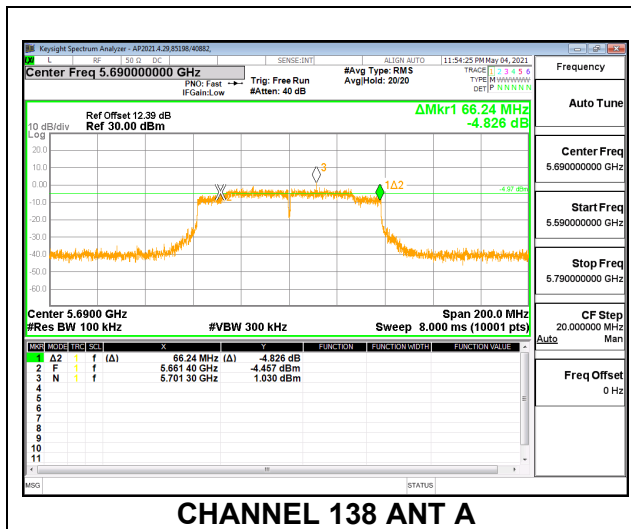 Keysight Spectrum Analyzer - AP2021.4.29,85198/40882,
L RF 50 Ω DC SENSE:INT ALIGN AUTO 11:54:25 PM May 04, 2021
Center Freq 5.690000000 GHz
PNO: Fast
IFGain:Low
Trig: Free Run
#Atten: 40 dB
#Avg Type: RMS
Avg|Hold: 20/20
TRACE 1 2 3 4 5 6
TYPE M WWWWW
DET P N N N N N
Frequency
Auto Tune
Center Freq
5.690000000 GHz
Start Freq
5.590000000 GHz
Stop Freq
5.790000000 GHz
CF Step
20.000000 MHz
Auto Man
Freq Offset
0 Hz
Ref Offset 12.39 dB
10 dB/div Ref 30.00 dBm
Log
ΔMkr1 66.24 MHz
-4.826 dB
20.0
10.0
0.00
-10.0
-20.0
-30.0
-40.0
-50.0
-60.0
3
1Δ2
-4.97 dBm
Center 5.6900 GHz Span 200.0 MHz
#Res BW 100 kHz #VBW 300 kHz Sweep 8.000 ms (10001 pts)
MKR MODE TRC SCL X Y FUNCTION FUNCTION WIDTH FUNCTION VALUE
1 Δ2 1 f (Δ) 66.24 MHz (Δ) -4.826 dB
2 F 1 f 5.661 40 GHz -4.457 dBm
3 N 1 f 5.701 30 GHz 1.030 dBm
4
5
6
7
8
9
10
11
MSG STATUS
CHANNEL 138 ANT A